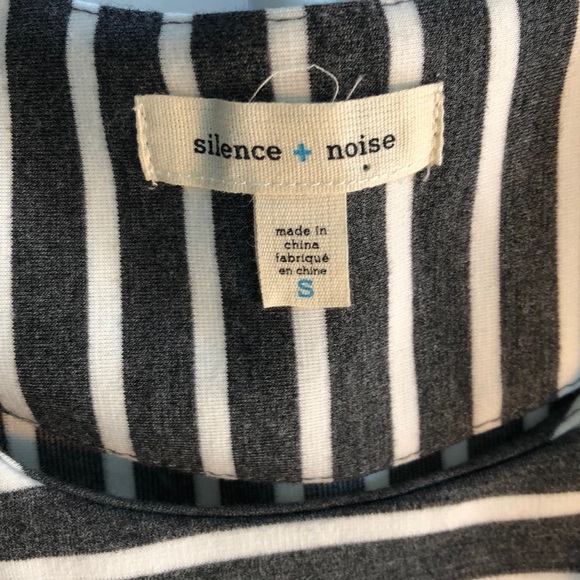 silence + noise
made in
china
fabriqué
en chine
S